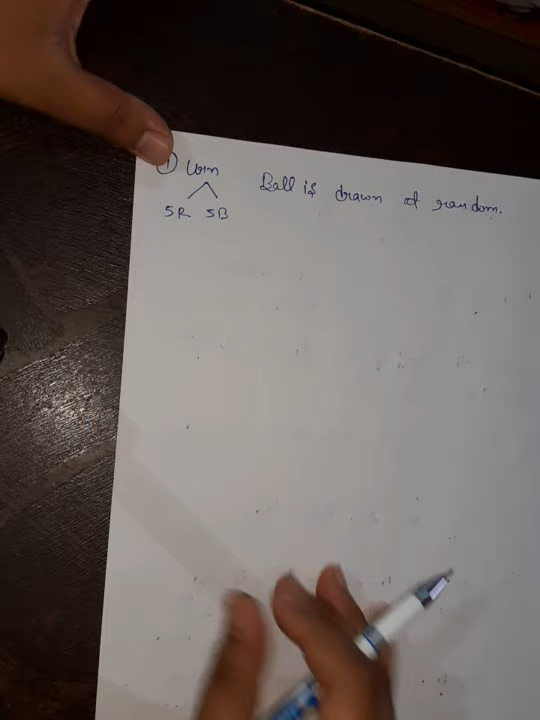 ① Urn Ball is drawn at random.
5R 5B